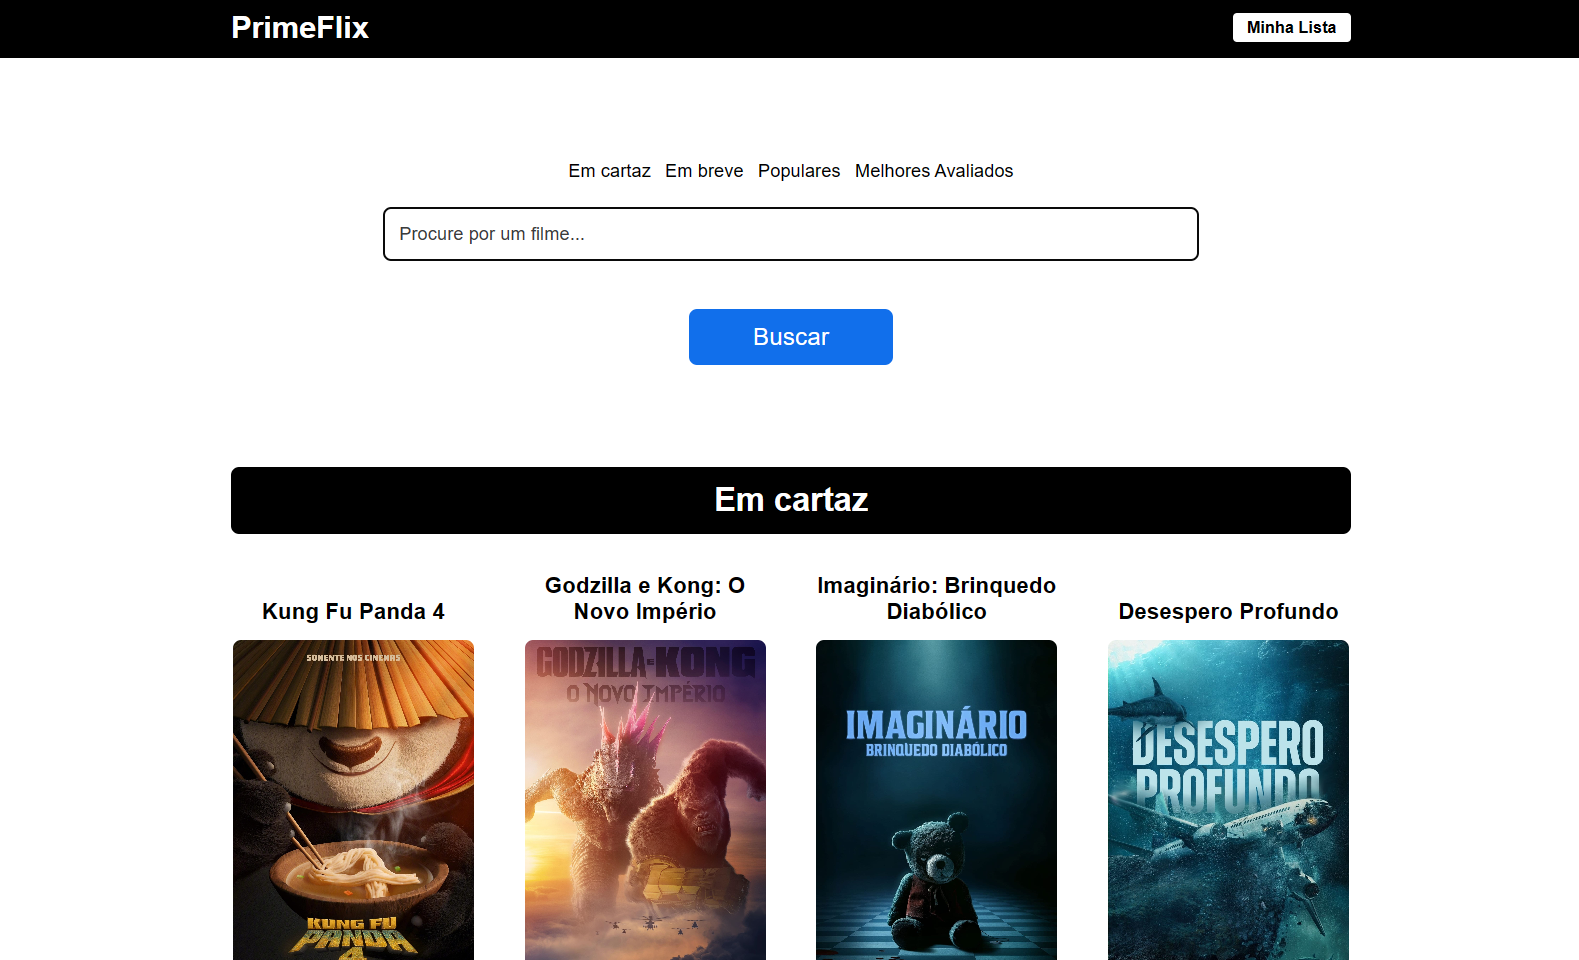 PrimeFlix
Minha Lista
Em cartaz Em breve Populares Melhores Avaliados
Procure por um filme...
Buscar
Em cartaz
Kung Fu Panda 4
Godzilla e Kong: O
Novo Império
Imaginário: Brinquedo
Diabólico
Desespero Profundo
SOMENTE NOS CINEMAS
KUNG FU
PANDA
4
GODZILLA E KONG
O NOVO IMPÉRIO
IMAGINÁRIO
BRINQUEDO DIABÓLICO
DESESPERO
PROFUNDO